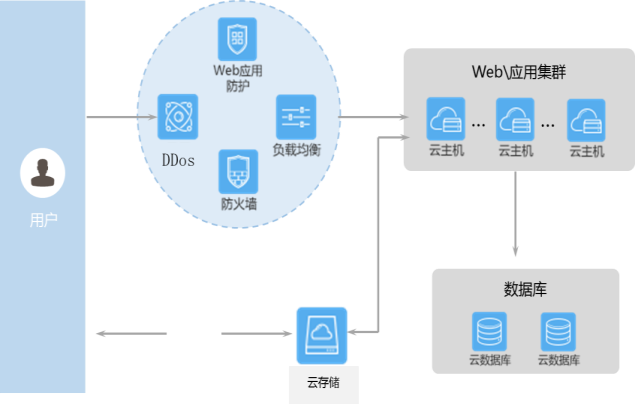 Web应用
防护
DDos
负载均衡
防火墙
用户
Web\应用集群
... ...
云主机 云主机 云主机
数据库
云数据库 云数据库
云存储